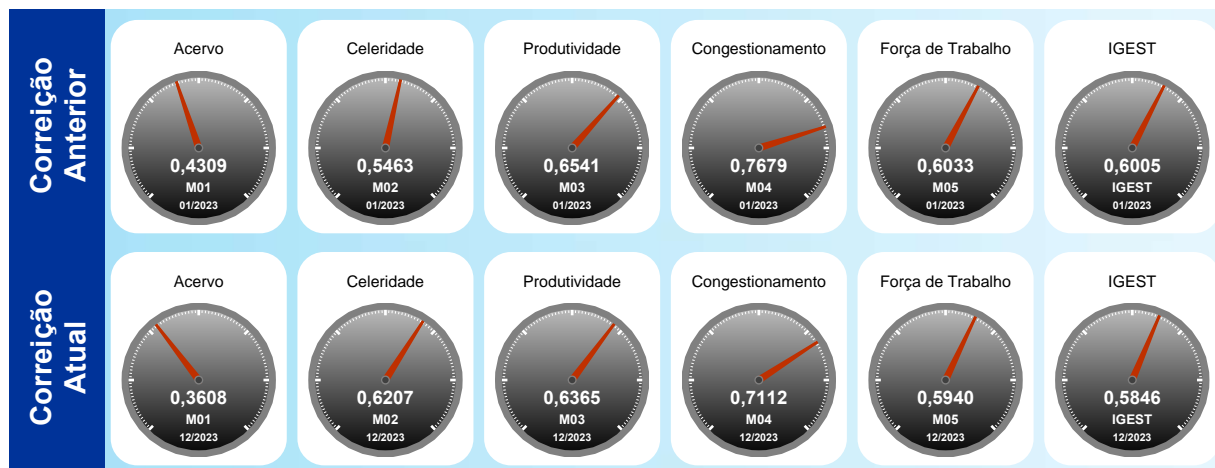 Correição
Anterior
Acervo
0,4309
M01
01/2023
Celeridade
0,5463
M02
01/2023
Produtividade
0,6541
M03
01/2023
Congestionamento
0,7679
M04
01/2023
Força de Trabalho
0,6033
M05
01/2023
IGEST
0,6005
IGEST
01/2023
Correição
Atual
Acervo
0,3608
M01
12/2023
Celeridade
0,6207
M02
12/2023
Produtividade
0,6365
M03
12/2023
Congestionamento
0,7112
M04
12/2023
Força de Trabalho
0,5940
M05
12/2023
IGEST
0,5846
IGEST
12/2023